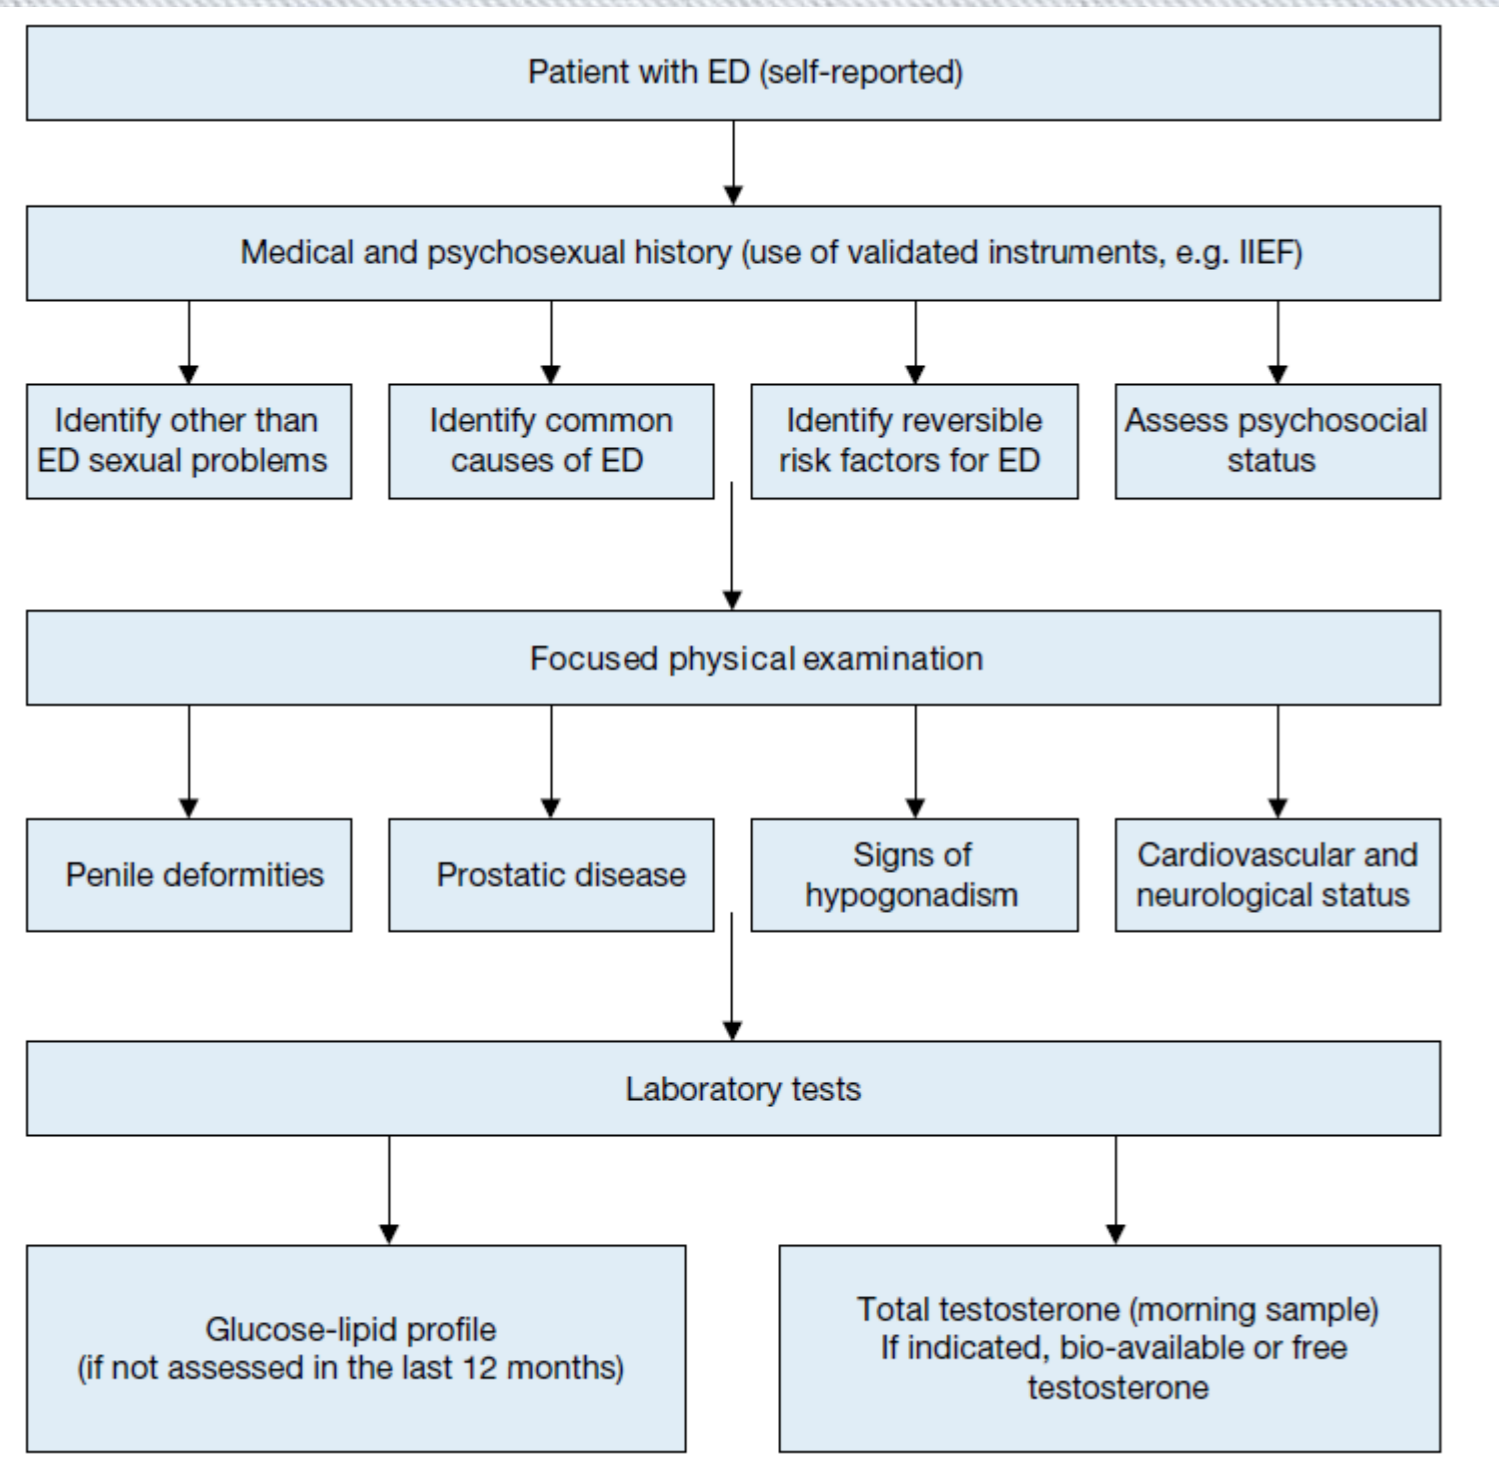 Patient with ED (self-reported)
Medical and psychosexual history (use of validated instruments, e.g. IIEF)
Identify other than
ED sexual problems
Identify common
causes of ED
Identify reversible
risk factors for ED
Assess psychosocial
status
Focused physical examination
Penile deformities
Prostatic disease
Signs of
hypogonadism
Cardiovascular and
neurological status
Laboratory tests
Glucose-lipid profile
(if not assessed in the last 12 months)
Total testosterone (morning sample)
If indicated, bio-available or free
testosterone